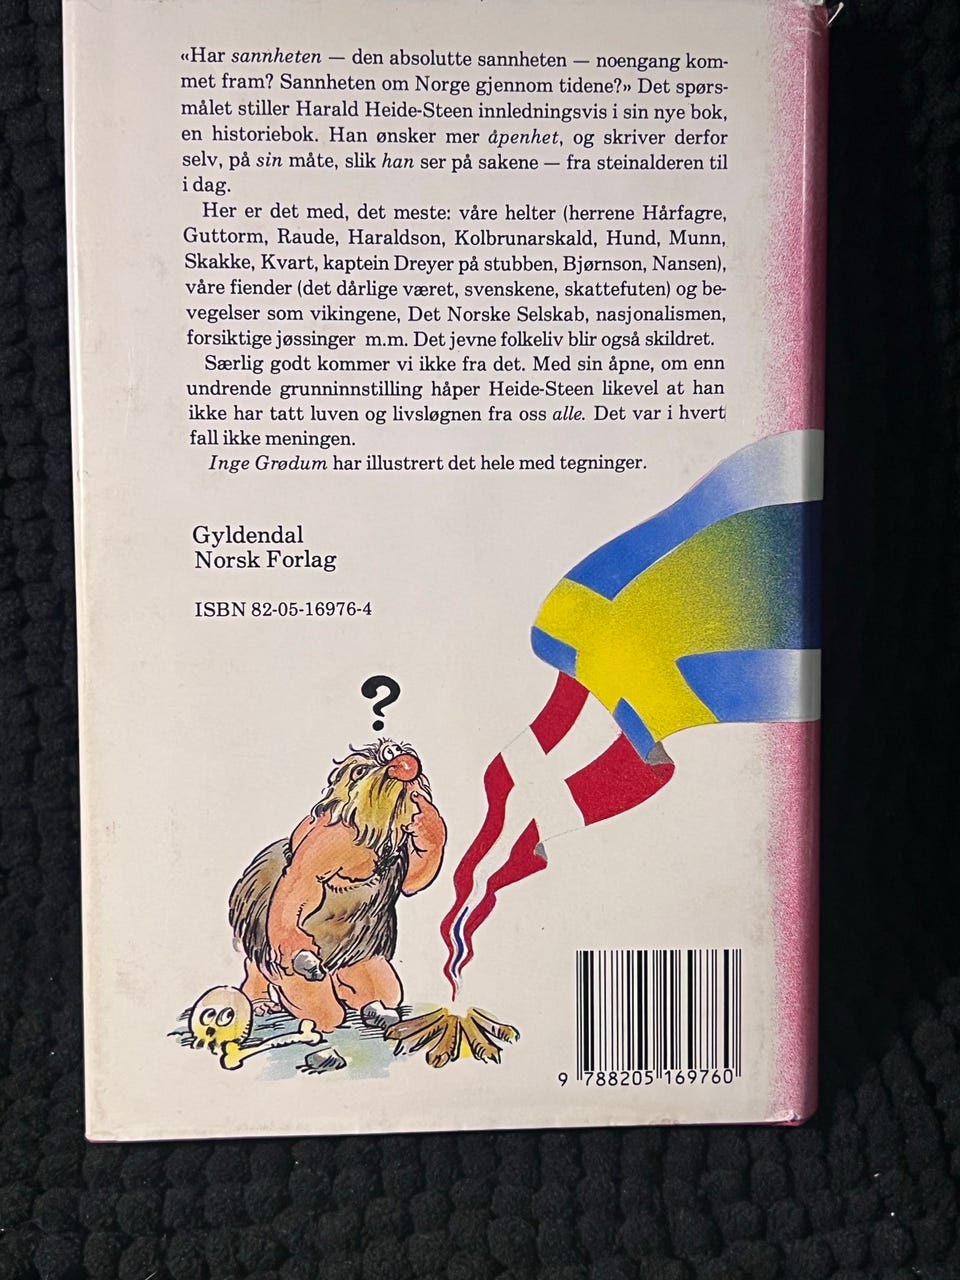 «Har sannheten — den absolutte sannheten — noengang kom-
met fram? Sannheten om Norge gjennom tidene?» Det spørs-
målet stiller Harald Heide-Steen innledningsvis i sin nye bok,
en historiebok. Han ønsker mer åpenhet, og skriver derfor
selv, på sin måte, slik han ser på sakene — fra steinalderen til
i dag.
Her er det med, det meste: våre helter (herrene Hårfagre,
Guttorm, Raude, Haraldson, Kolbrunarskald, Hund, Munn,
Skakke, Kvart, kaptein Dreyer på stubben, Bjørnson, Nansen),
våre fiender (det dårlige været, svenskene, skattefuten) og be-
vegelser som vikingene, Det Norske Selskab, nasjonalismen,
forsiktige jøssinger m.m. Det jevne folkeliv blir også skildret.
Særlig godt kommer vi ikke fra det. Med sin åpne, om enn
undrende grunninnstilling håper Heide-Steen likevel at han
ikke har tatt luven og livsløgnen fra oss alle. Det var i hvert
fall ikke meningen.
Inge Grødum har illustrert det hele med tegninger.
Gyldendal
Norsk Forlag
ISBN 82-05-16976-4
?
9 788205 169760